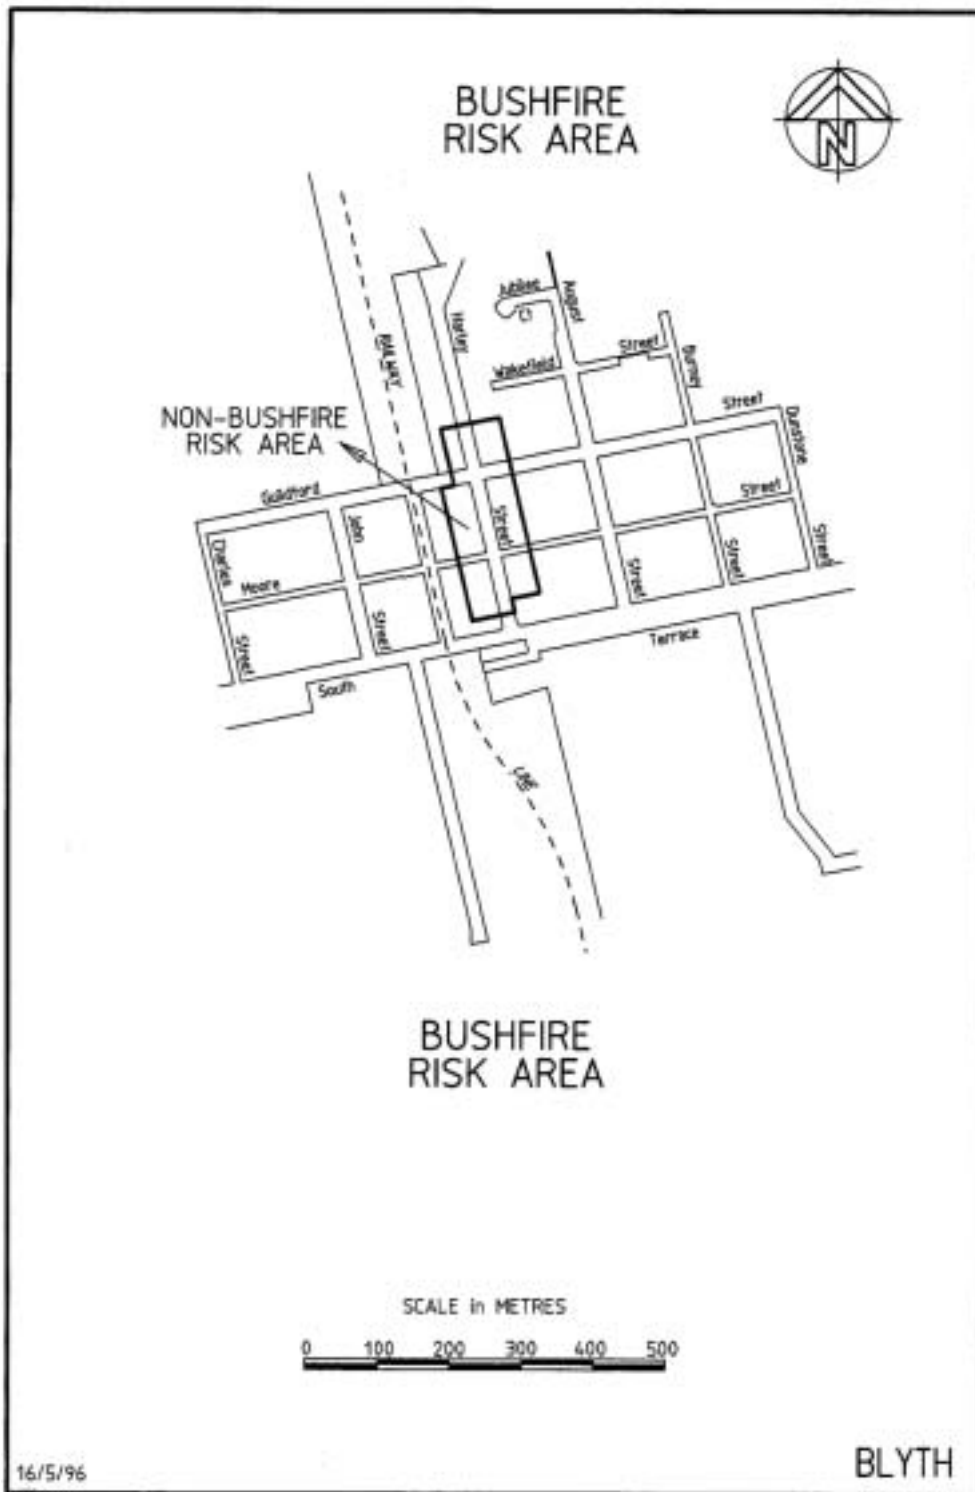 BUSHFIRE
RISK AREA
N
Jubilee
August
Harley
RAILWAY
Wakefield
Street
Burney
Street
Dunstone
NON-BUSHFIRE
RISK AREA
Guildford
Street
John
Street
Charles
Moore
Street
Street
Street
Street
Street
Street
Terrace
South
LINE
BUSHFIRE
RISK AREA
SCALE in METRES
0 100 200 300 400 500
16/5/96
BLYTH